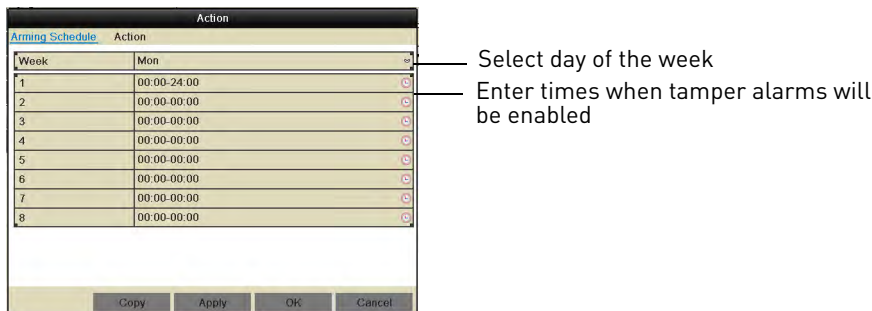 Action
Arming Schedule Action
Week Mon
1 00:00-24:00
2 00:00-00:00
3 00:00-00:00
4 00:00-00:00
5 00:00-00:00
6 00:00-00:00
7 00:00-00:00
8 00:00-00:00
Copy Apply OK Cancel
Select day of the week
Enter times when tamper alarms will
be enabled